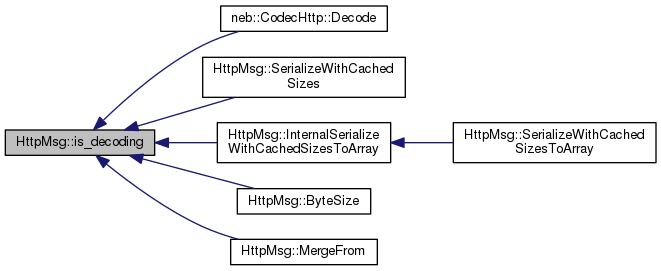 neb::CodecHttp::Decode
HttpMsg::SerializeWithCached
Sizes
HttpMsg::is_decoding
HttpMsg::InternalSerialize
WithCachedSizesToArray
HttpMsg::SerializeWithCached
SizesToArray
HttpMsg::ByteSize
HttpMsg::MergeFrom